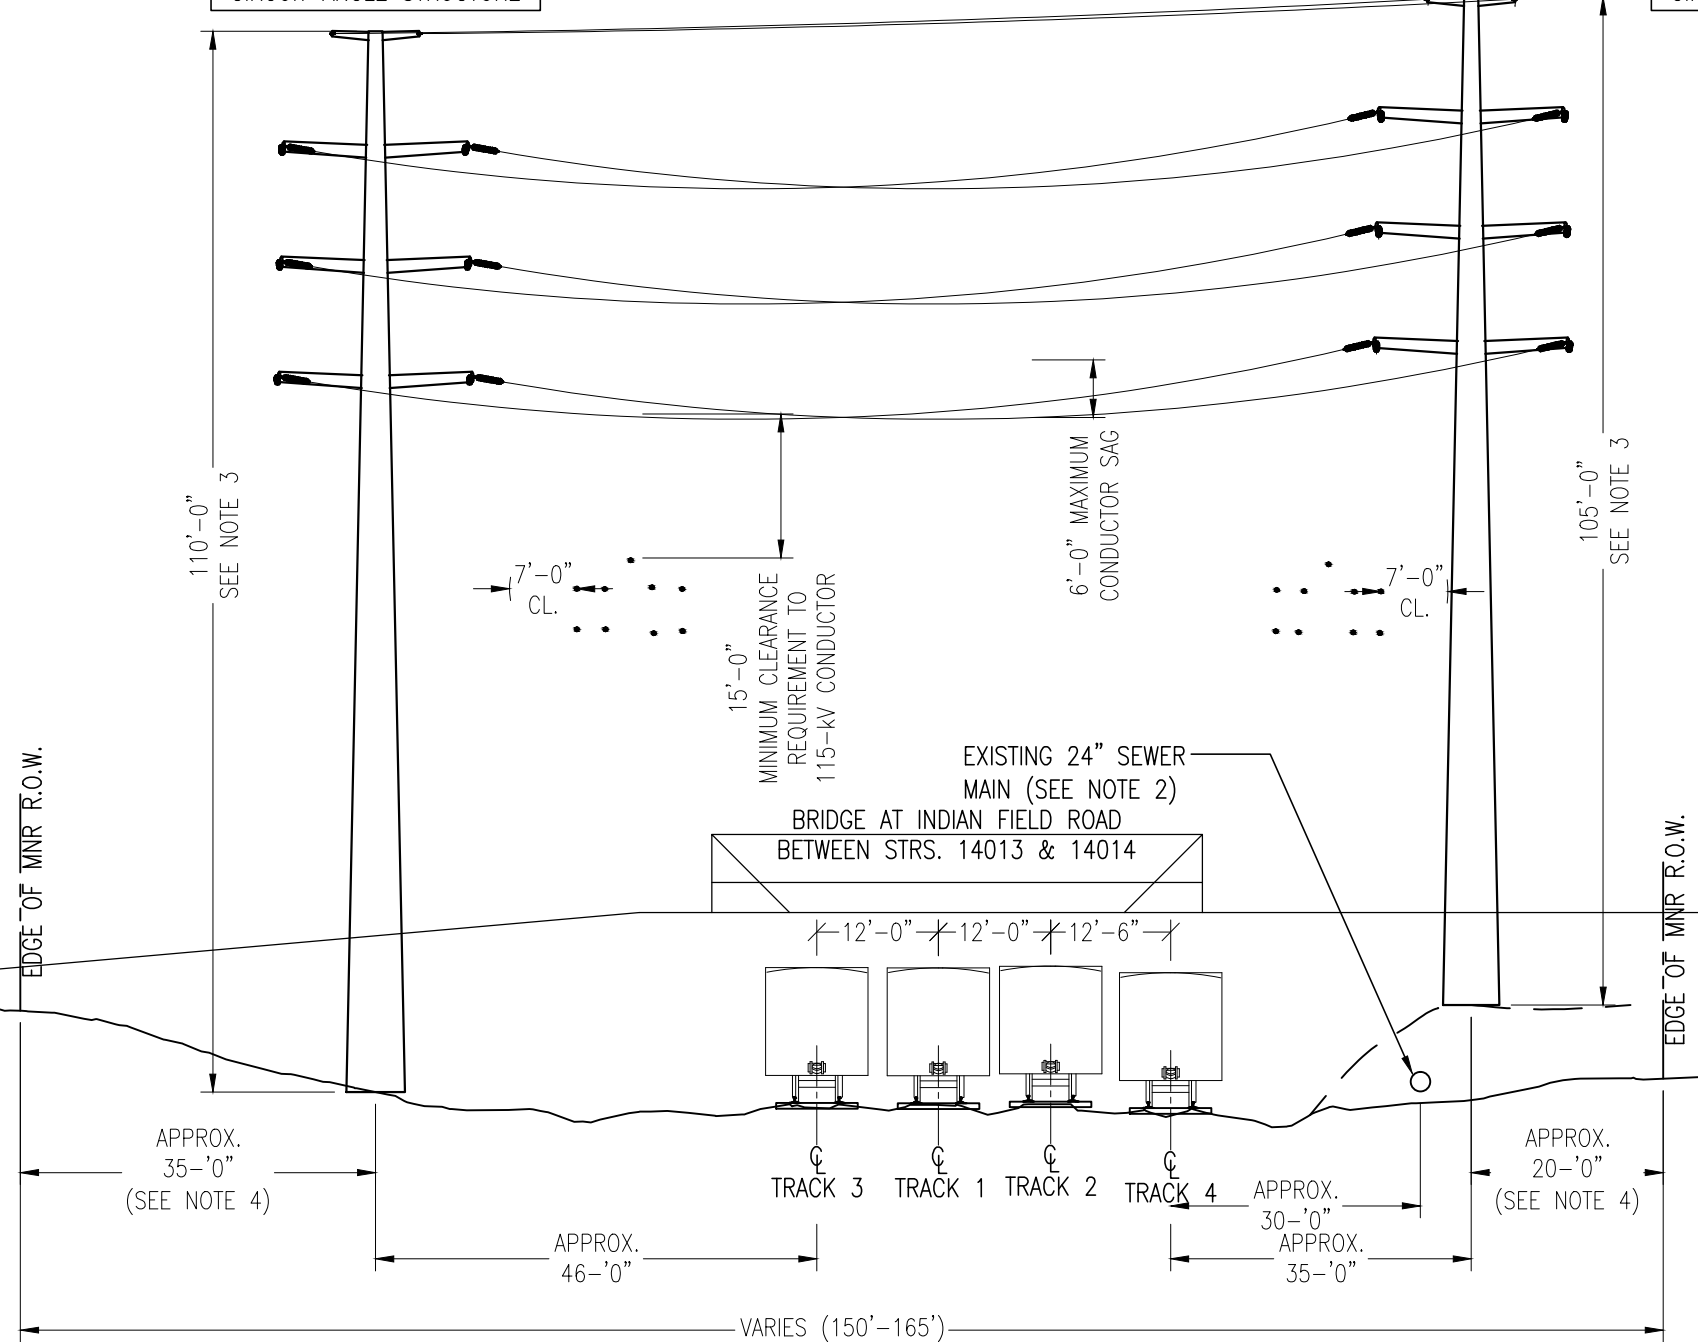 110'-0"
SEE NOTE 3
105'-0"
SEE NOTE 3
6'-0" MAXIMUM
CONDUCTOR SAG
7'-0"
CL.
7'-0"
CL.
15'-0"
MINIMUM CLEARANCE
REQUIREMENT TO
115-kV CONDUCTOR
EXISTING 24" SEWER
MAIN (SEE NOTE 2)
BRIDGE AT INDIAN FIELD ROAD
BETWEEN STRS. 14013 & 14014
EDGE OF MNR R.O.W.
EDGE OF MNR R.O.W.
12'-0"
12'-0"
12'-6"
APPROX.
35-'0"
(SEE NOTE 4)
℄
TRACK 3
℄
TRACK 1
℄
TRACK 2
℄
TRACK 4
APPROX.
30-'0"
APPROX.
20-'0"
(SEE NOTE 4)
APPROX.
46-'0"
APPROX.
35-'0"
VARIES (150'-165')